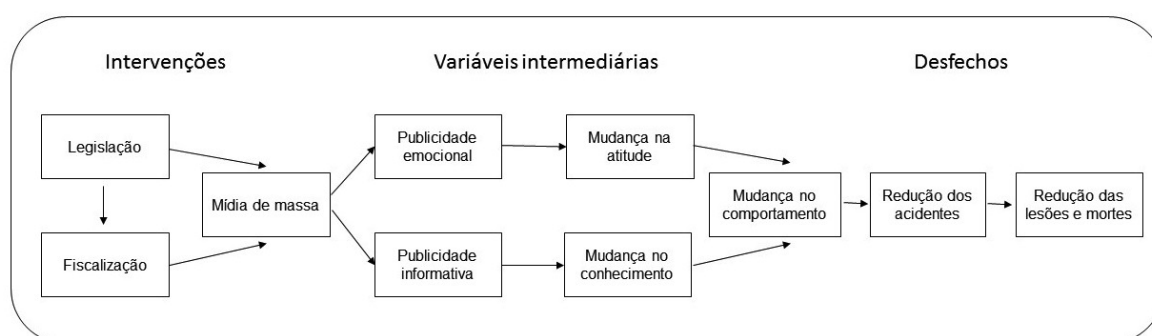 Intervenções
Variáveis intermediárias
Desfechos
Legislação
Fiscalização
Mídia de massa
Publicidade
emocional
Mudança na
atitude
Publicidade
informativa
Mudança no
conhecimento
Mudança no
comportamento
Redução dos
acidentes
Redução das
lesões e mortes